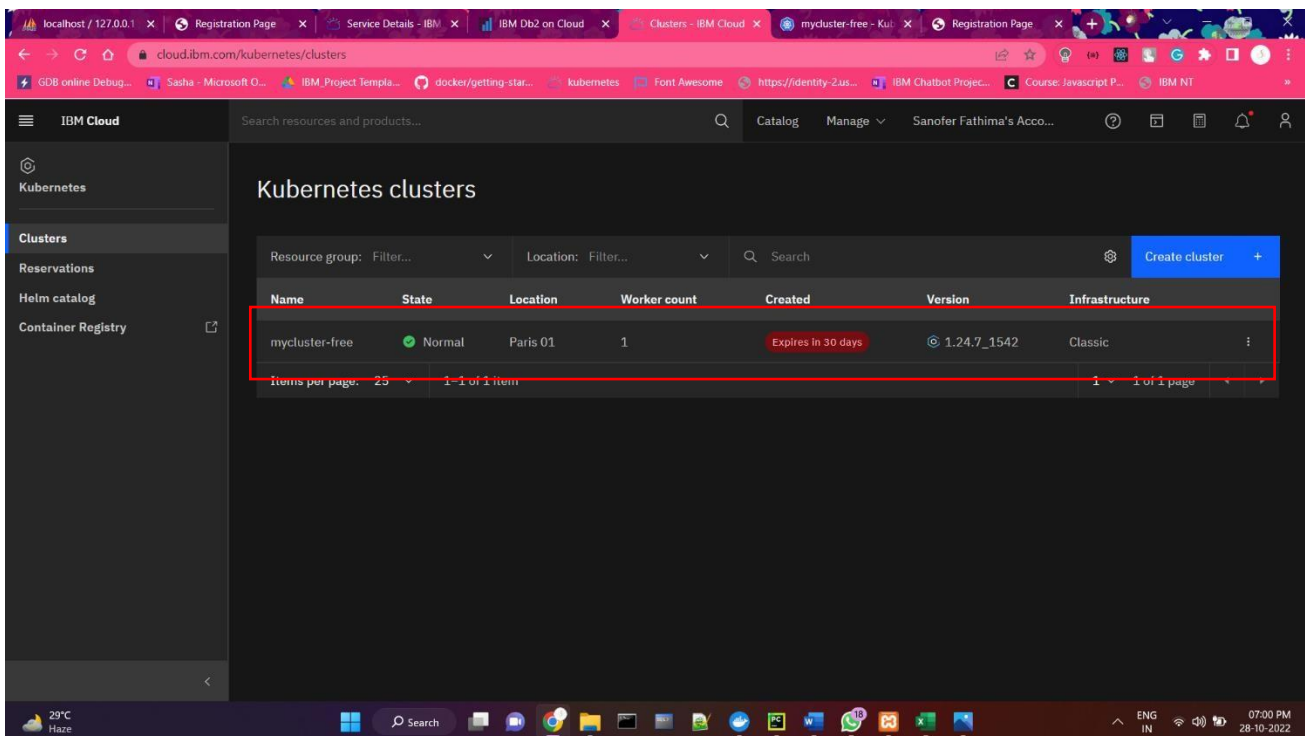 localhost / 127.0.0.1
Registration Page
Service Details - IBM
IBM Db2 on Cloud
Clusters - IBM Cloud
mycluster-free - Kub
Registration Page
cloud.ibm.com/kubernetes/clusters
GDB online Debug...
Sasha - Microsoft O...
IBM_Project Templa...
docker/getting-star...
kubernetes
Font Awesome
https://identity-2.us...
IBM Chatbot Projec...
Course: Javascript P...
IBM NT
IBM Cloud
Search resources and products...
Catalog
Manage
Sanofer Fathima's Acco...
Kubernetes
Clusters
Reservations
Helm catalog
Container Registry
Kubernetes clusters
Resource group: Filter...
Location: Filter...
Search
Create cluster +
Name State Location Worker count Created Version Infrastructure
mycluster-free Normal Paris 01 1 Expires in 30 days 1.24.7_1542 Classic
Items per page: 25 1–1 of 1 item 1 1 of 1 page
29°C
Haze
Search
18
ENG
IN
07:00 PM
28-10-2022